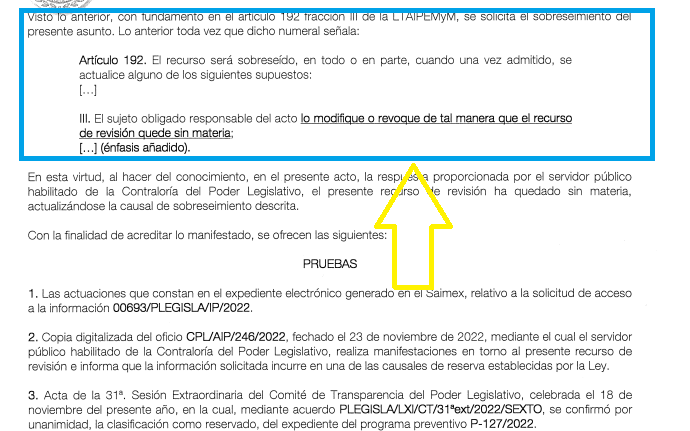 Visto lo anterior, con fundamento en el artículo 192 fracción III de la LTAIPEMyM, se solicita el sobreseimiento del
presente asunto. Lo anterior toda vez que dicho numeral señala:
Artículo 192. El recurso será sobreseído, en todo o en parte, cuando una vez admitido, se
actualice alguno de los siguientes supuestos:
[...]
III. El sujeto obligado responsable del acto lo modifique o revoque de tal manera que el recurso
de revisión quede sin materia;
[...] (énfasis añadido).
En esta virtud, al hacer del conocimiento, en el presente acto, la respuesta proporcionada por el servidor público
habilitado de la Contraloría del Poder Legislativo, el presente recurso de revisión ha quedado sin materia,
actualizándose la causal de sobreseimiento descrita.
Con la finalidad de acreditar lo manifestado, se ofrecen las siguientes:
PRUEBAS
1. Las actuaciones que constan en el expediente electrónico generado en el Saimex, relativo a la solicitud de acceso
a la información 00693/PLEGISLA/IP/2022.
2. Copia digitalizada del oficio CPL/AIP/246/2022, fechado el 23 de noviembre de 2022, mediante el cual el servidor
público habilitado de la Contraloría del Poder Legislativo, realiza manifestaciones en torno al presente recurso de
revisión e informa que la información solicitada incurre en una de las causales de reserva establecidas por la Ley.
3. Acta de la 31ª. Sesión Extraordinaria del Comité de Transparencia del Poder Legislativo, celebrada el 18 de
noviembre del presente año, en la cual, mediante acuerdo PLEGISLA/LXI/CT/31ªext/2022/SEXTO, se confirmó por
unanimidad, la clasificación como reservado, del expediente del programa preventivo P-127/2022.